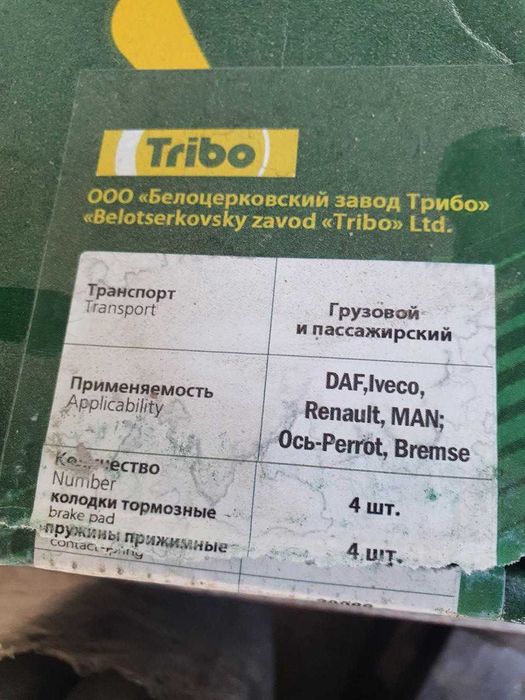 Tribo
ООО «Белоцерковский завод Трибо»
«Belotserkovsky zavod «Tribo» Ltd.
Транспорт
Transport
Грузовой
и пассажирский
Применяемость
Applicability
DAF,Iveco,
Renault, MAN;
Ось-Perrot, Bremse
Количество
Number
колодки тормозные
brake pad
4 шт.
пружины прижимные
4 шт.